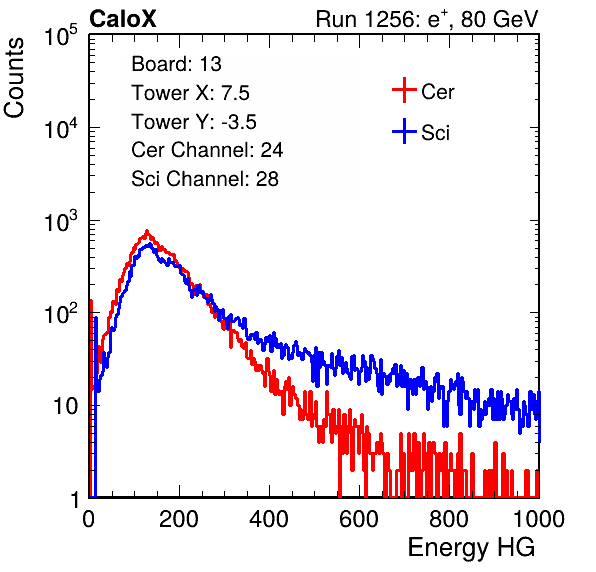 CaloX Run 1256: e⁺, 80 GeV
Counts
10⁵
10⁴
10³
10²
10
1
Board: 13
Tower X: 7.5
Tower Y: -3.5
Cer Channel: 24
Sci Channel: 28
Cer
Sci
0 200 400 600 800 1000
Energy HG